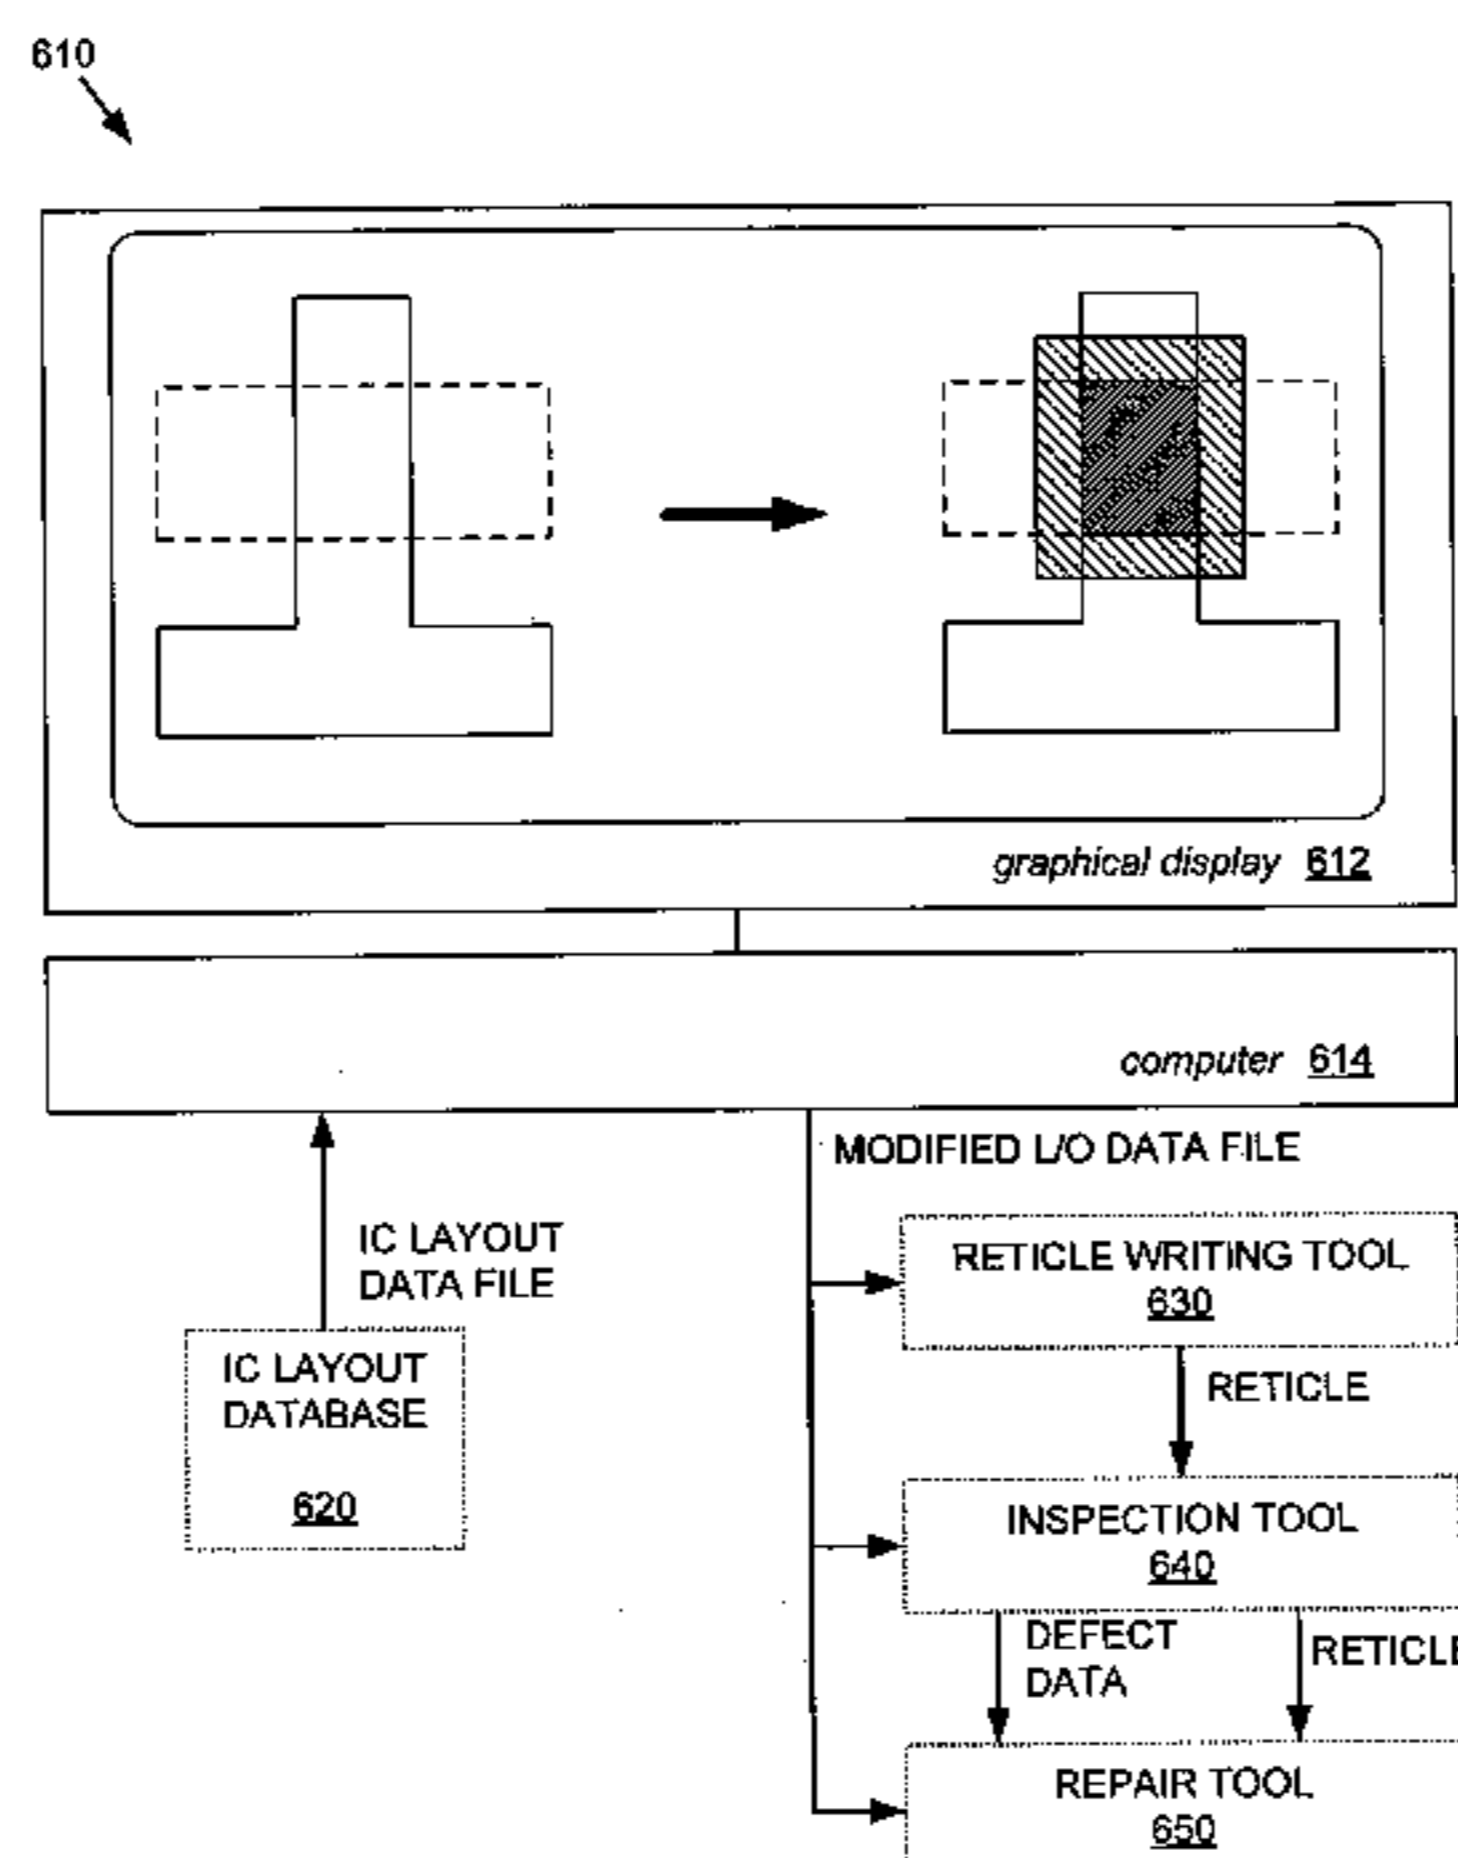 610
graphical display 612
computer 614
MODIFIED L/O DATA FILE
IC LAYOUT
DATA FILE
RETICLE WRITING TOOL
630
IC LAYOUT
DATABASE
620
RETICLE
INSPECTION TOOL
640
DEFECT
DATA
RETICLE
REPAIR TOOL
650